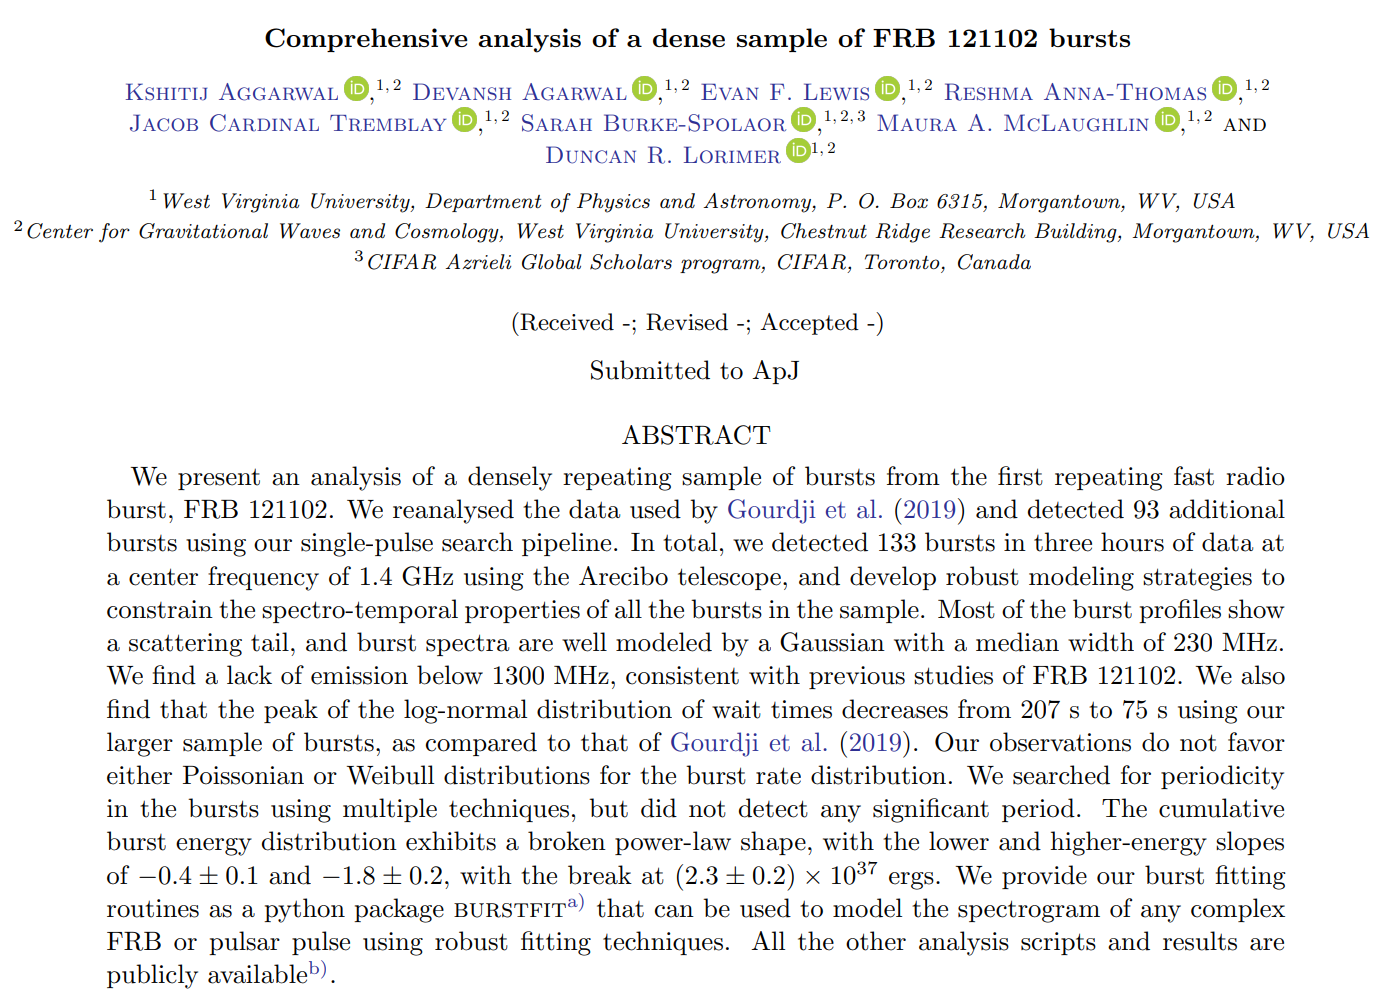 Comprehensive analysis of a dense sample of FRB 121102 bursts
Kshitij Aggarwal iD,1,2 Devansh Agarwal iD,1,2 Evan F. Lewis iD,1,2 Reshma Anna-Thomas iD,1,2
Jacob Cardinal Tremblay iD,1,2 Sarah Burke-Spolaor iD,1,2,3 Maura A. McLaughlin iD,1,2 and
Duncan R. Lorimer iD1,2
1 West Virginia University, Department of Physics and Astronomy, P. O. Box 6315, Morgantown, WV, USA
2 Center for Gravitational Waves and Cosmology, West Virginia University, Chestnut Ridge Research Building, Morgantown, WV, USA
3 CIFAR Azrieli Global Scholars program, CIFAR, Toronto, Canada
(Received -; Revised -; Accepted -)
Submitted to ApJ
ABSTRACT
We present an analysis of a densely repeating sample of bursts from the first repeating fast radio
burst, FRB 121102. We reanalysed the data used by Gourdji et al. (2019) and detected 93 additional
bursts using our single-pulse search pipeline. In total, we detected 133 bursts in three hours of data at
a center frequency of 1.4 GHz using the Arecibo telescope, and develop robust modeling strategies to
constrain the spectro-temporal properties of all the bursts in the sample. Most of the burst profiles show
a scattering tail, and burst spectra are well modeled by a Gaussian with a median width of 230 MHz.
We find a lack of emission below 1300 MHz, consistent with previous studies of FRB 121102. We also
find that the peak of the log-normal distribution of wait times decreases from 207 s to 75 s using our
larger sample of bursts, as compared to that of Gourdji et al. (2019). Our observations do not favor
either Poissonian or Weibull distributions for the burst rate distribution. We searched for periodicity
in the bursts using multiple techniques, but did not detect any significant period. The cumulative
burst energy distribution exhibits a broken power-law shape, with the lower and higher-energy slopes
of −0.4 ± 0.1 and −1.8 ± 0.2, with the break at (2.3 ± 0.2) × 10^37 ergs. We provide our burst fitting
routines as a python package BURSTFIT a) that can be used to model the spectrogram of any complex
FRB or pulsar pulse using robust fitting techniques. All the other analysis scripts and results are
publicly available b).